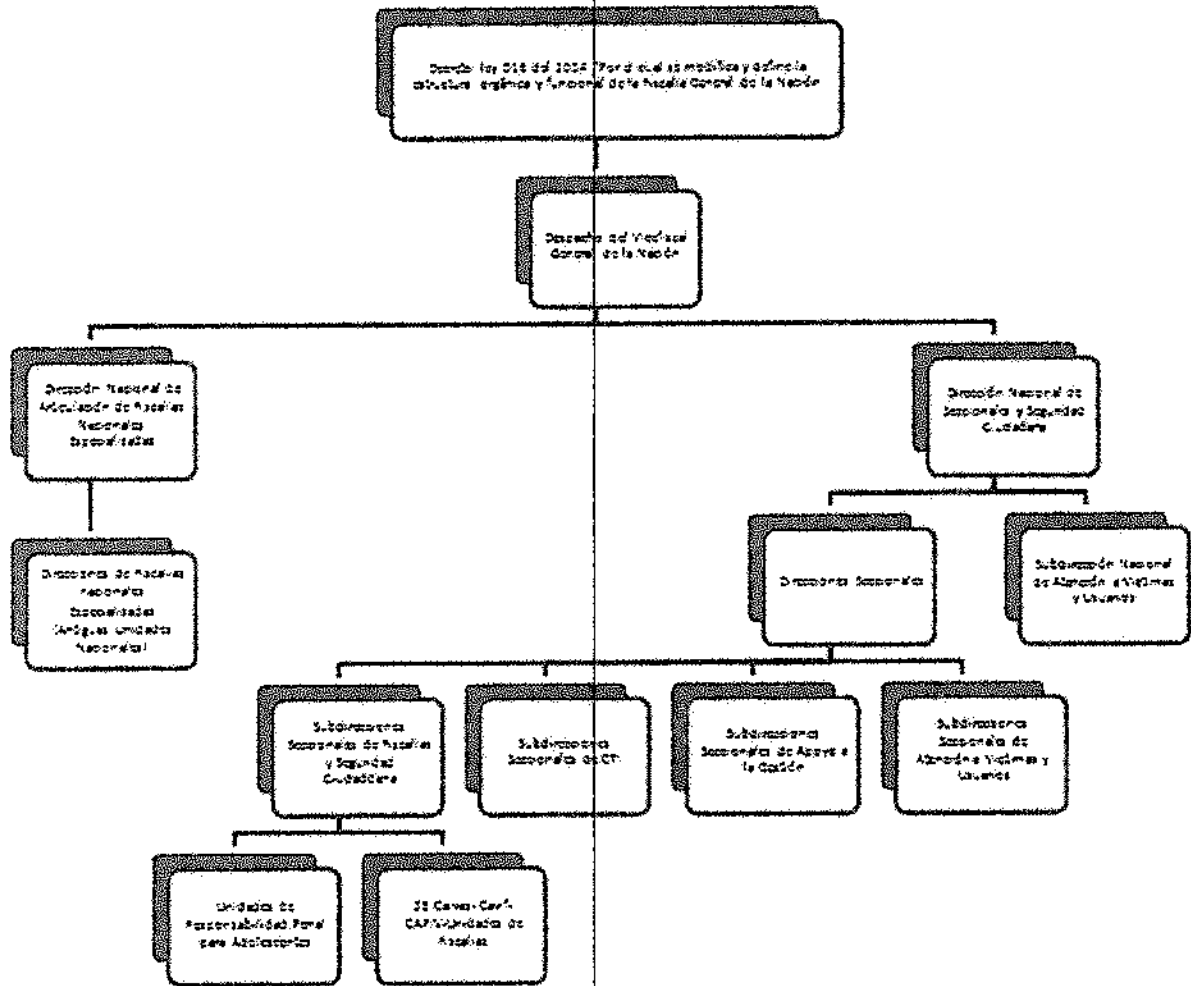 Decreto ley 016 del 2014 "Por el cual se modifica y define la
estructura orgánica y funcional de la Fiscalía General de la Nación
Despacho del Vicefiscal
General de la Nación
Dirección Nacional de
Articulación de Fiscalías
Nacionales
Especializadas
Dirección Nacional de
Seccionales y Seguridad
Ciudadana
Direcciones de Fiscalías
nacionales
Especializadas
(Antiguas Unidades
Nacionales)
Direcciones Seccionales
Subdirección Nacional
de Atención a Víctimas
y Usuarios
Subdirecciones
Seccionales de Fiscalías
y Seguridad
Ciudadana
Subdirecciones
Seccionales de CTI
Subdirecciones
Seccionales de Apoyo a
la Gestión
Subdirecciones
Seccionales de
Atención a Víctimas y
Usuarios
Unidades de
Responsabilidad Penal
para Adolescentes
Unidades de
Fiscalías